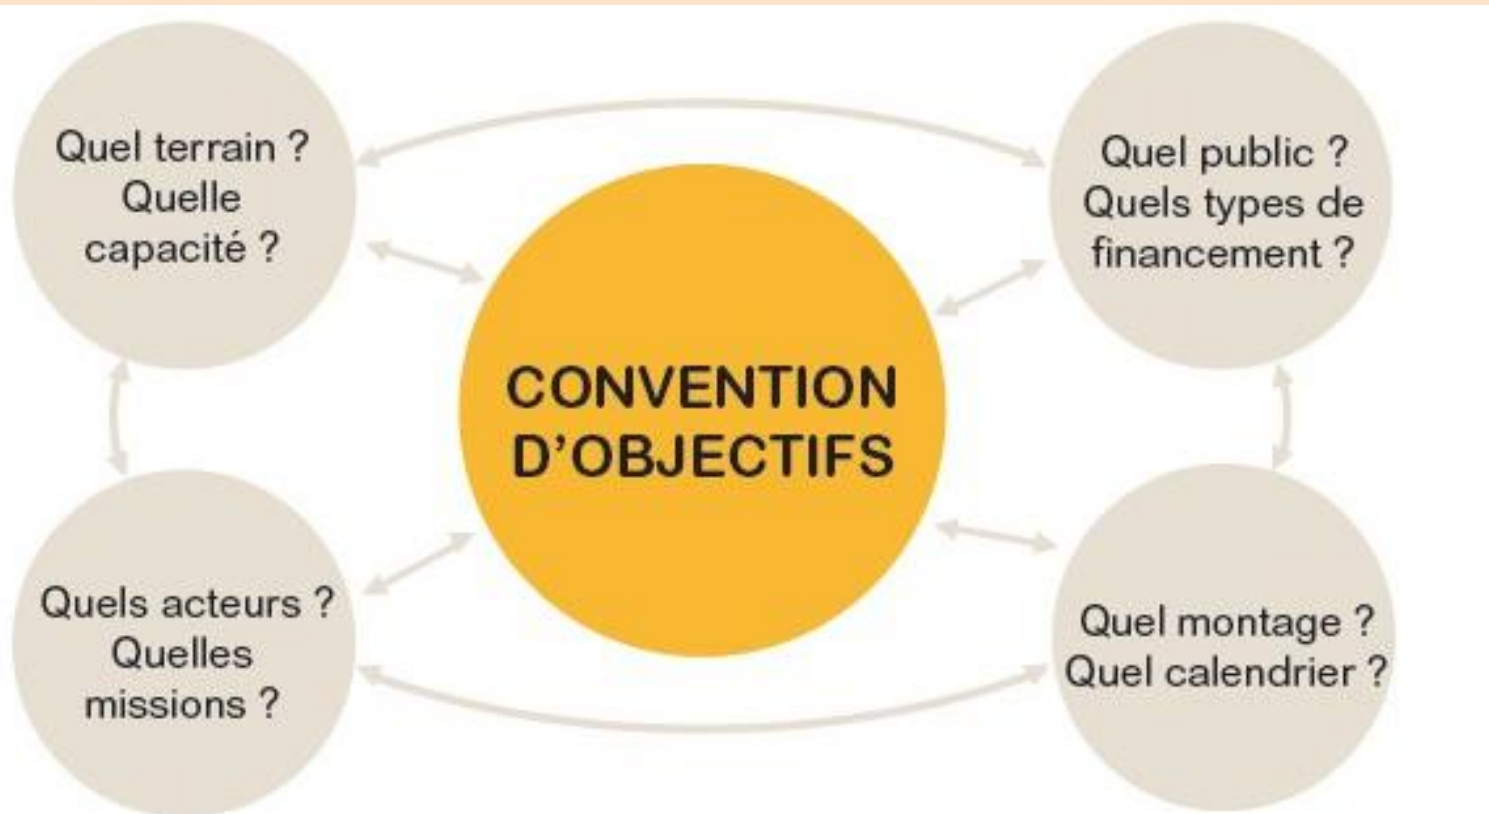 Quel terrain ?
Quelle
capacité ?
Quel public ?
Quels types de
financement ?
CONVENTION
D'OBJECTIFS
Quels acteurs ?
Quelles
missions ?
Quel montage ?
Quel calendrier ?